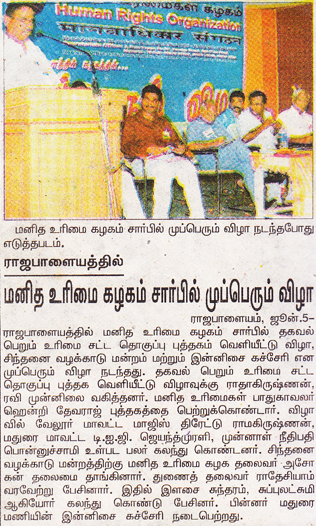 உரிமைகள் கழகம்
Human Rights Organization
मानवाधिकार संगठ
மனித உரிமை கழகம் சார்பில் முப்பெரும் விழா நடந்தபோது
எடுத்தபடம்.
ராஜபாளையத்தில்
மனித உரிமை கழகம் சார்பில் முப்பெரும் விழா
ராஜபாளையம், ஜூன்.5–
ராஜபாளையத்தில் மனித உரிமை கழகம் சார்பில் தகவல்
பெறும் உரிமை சட்ட தொகுப்பு புத்தகம் வெளியீட்டு விழா,
சிந்தனை வழக்காடு மன்றம் மற்றும் இன்னிசை கச்சேரி என
முப்பெரும் விழா நடந்தது. தகவல் பெறும் உரிமை சட்ட
தொகுப்பு புத்தக வெளியீட்டு விழாவுக்கு ராதாகிருஷ்ணன்,
ரவி முன்னிலை வகித்தனர். மனித உரிமைகள் பாதுகாவலர்
ஹென்றி தேவராஜ் புத்தகத்தை பெற்றுக்கொண்டார். விழா
வில் வேலூர் மாவட்ட மாஜிஸ் திரேட்டு ராமகிருஷ்ணன்,
மதுரை மாவட்ட டி.ஐ.ஜி. ஜெயந்த்முரளி, முன்னாள் நீதிபதி
பொன்னுச்சாமி உள்பட பலர் கலந்து கொண்டனர். சிந்தனை
வழக்காடு மன்றத்திற்கு மனித உரிமை கழக தலைவர் அசோ
கன் தலைமை தாங்கினார். துணைத் தலைவர் ராதேசியாம்
வரவேற்று பேசினார். இதில் இளசை சுந்தரம், சுப்புலட்சுமி
ஆகியோர் கலந்து கொண்டு பேசினர். பின்னர் மதுரை
மணியின் இன்னிசை கச்சேரி நடைபெற்றது.